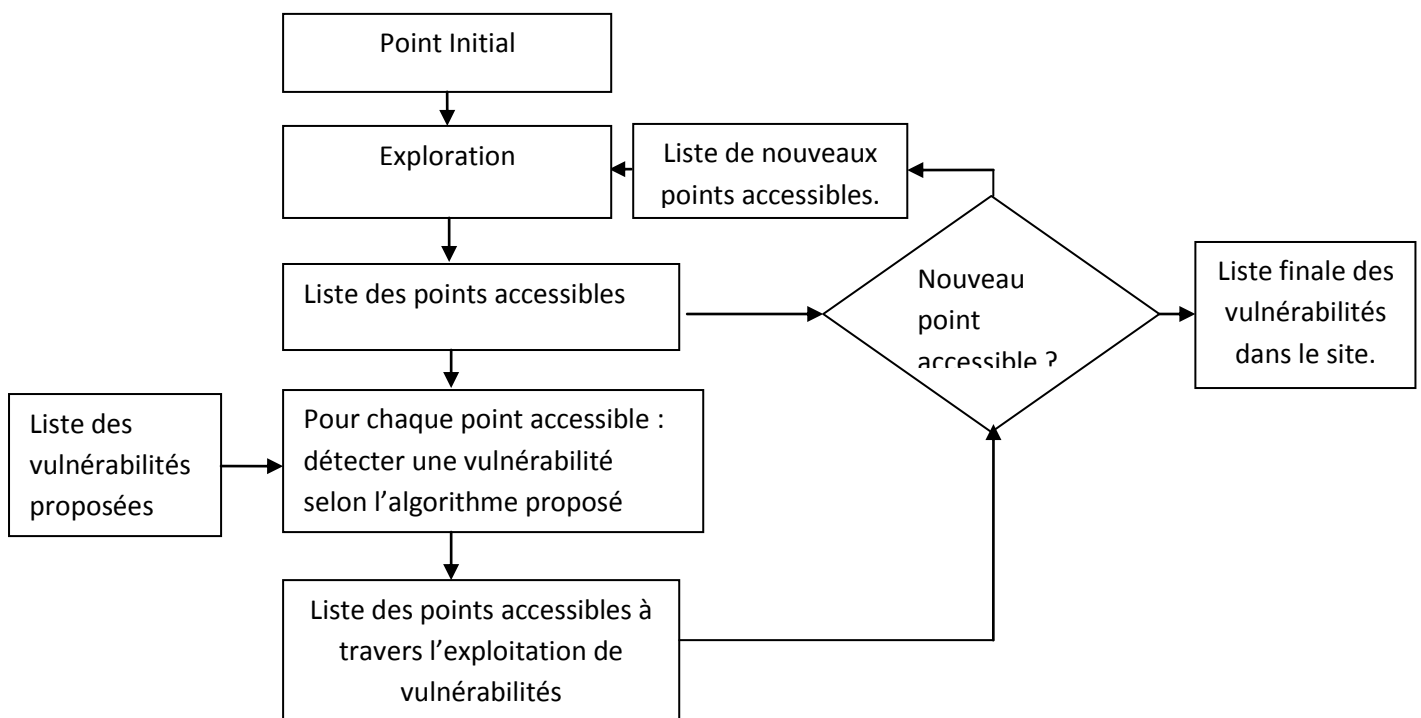 Point Initial
Exploration
Liste de nouveaux
points accessibles.
Liste des points accessibles
Nouveau
point
accessible ?
Liste finale des
vulnérabilités
dans le site.
Liste des
vulnérabilités
proposées
Pour chaque point accessible :
détecter une vulnérabilité
selon l’algorithme proposé
Liste des points accessibles à
travers l’exploitation de
vulnérabilités